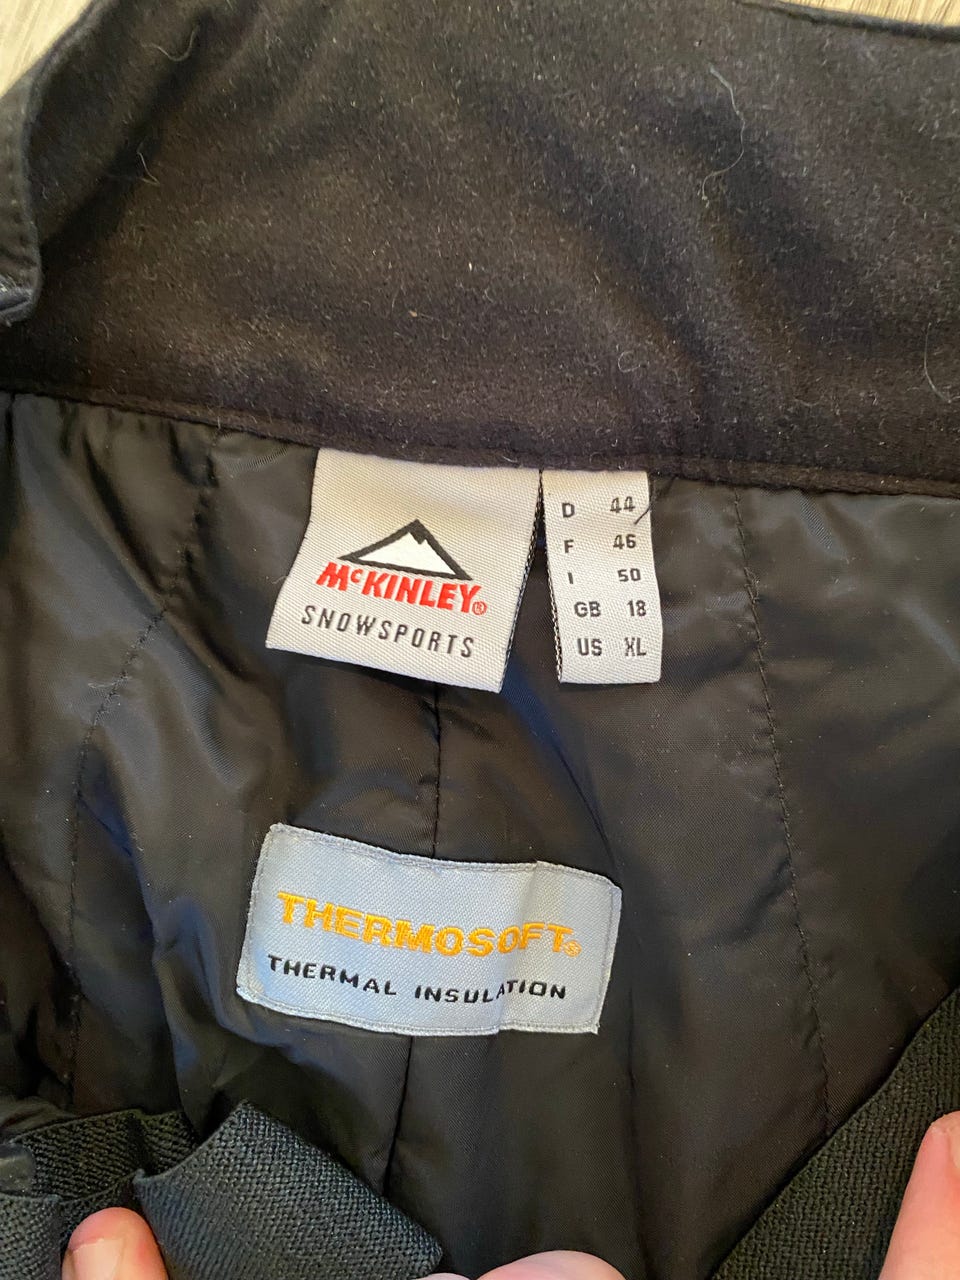 McKINLEY®
SNOWSPORTS
D 44
F 46
I 50
GB 18
US XL
THERMOSOFT®
THERMAL INSULATION